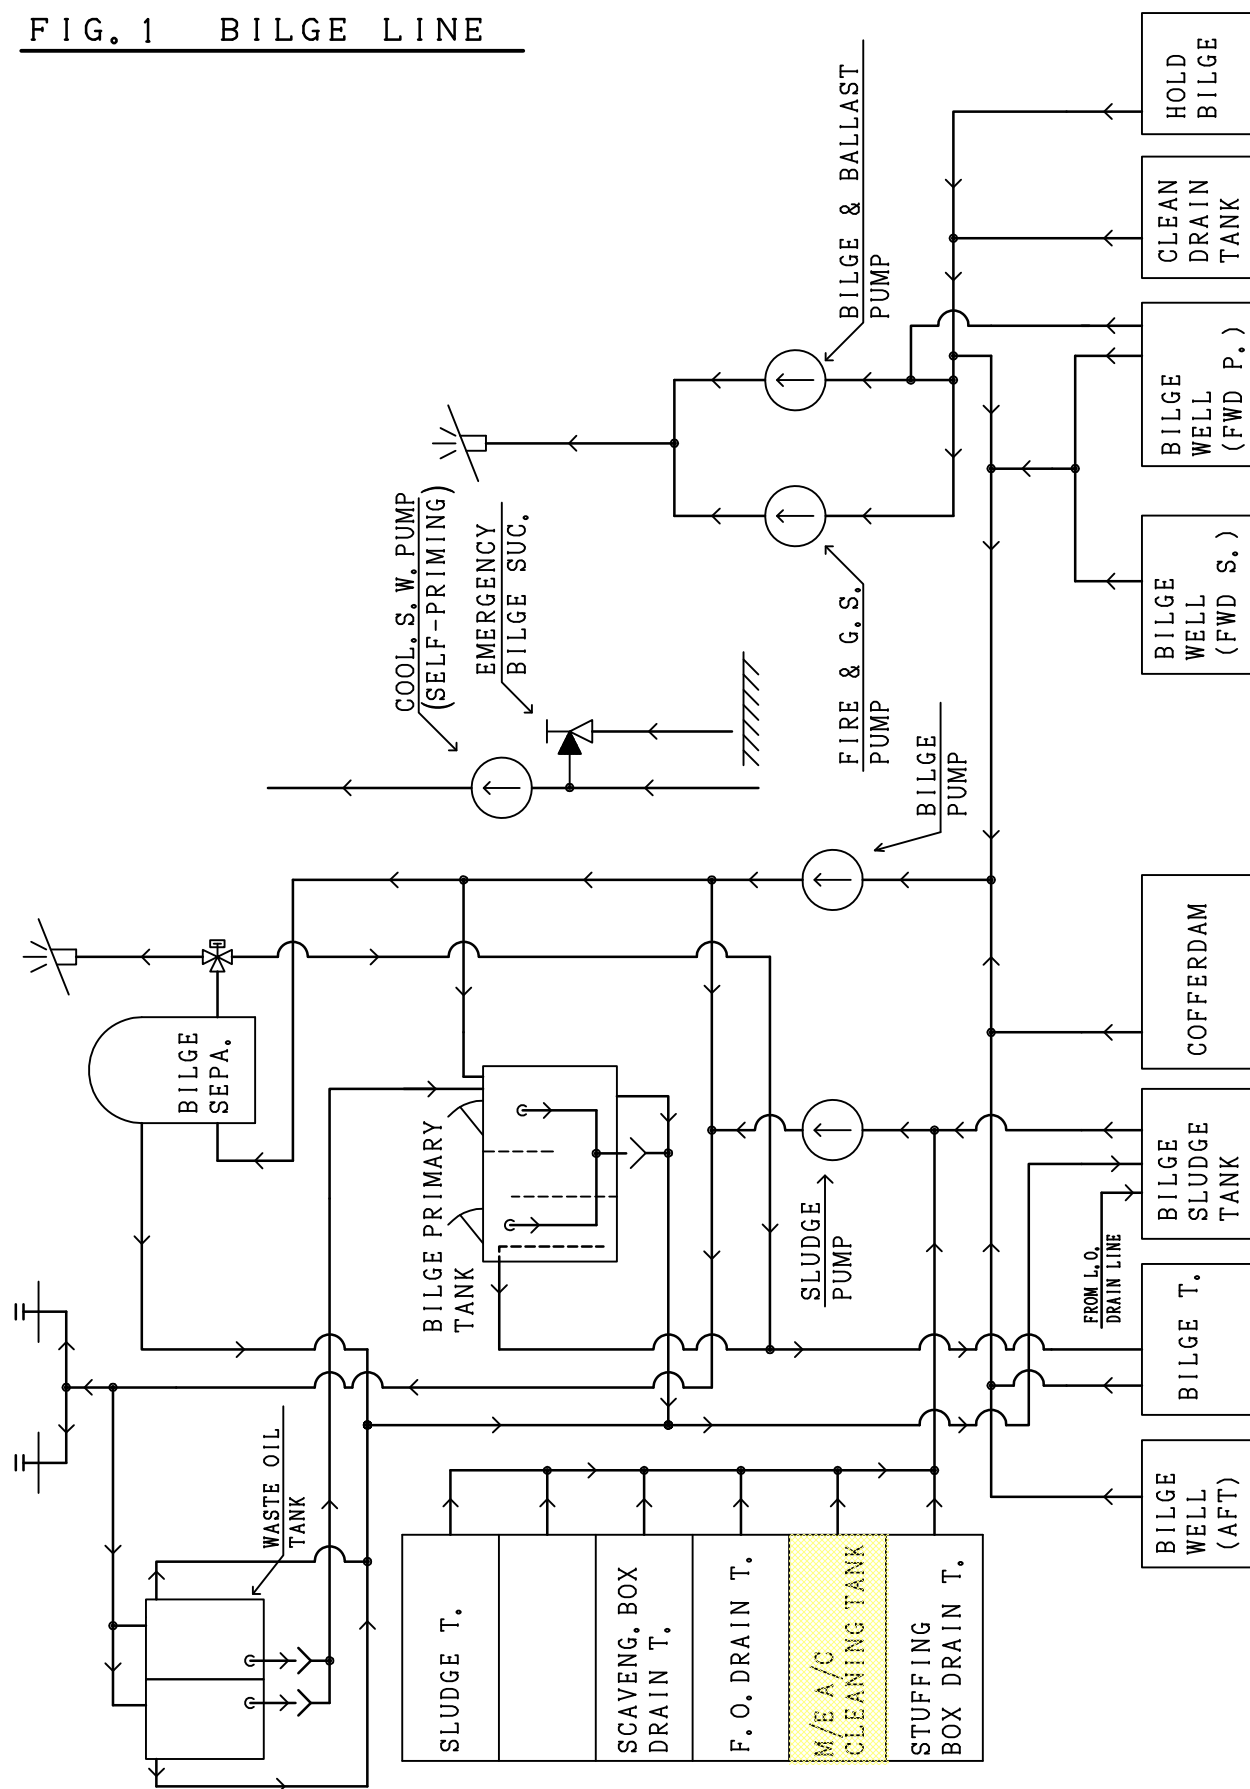 FIG. 1 BILGE LINE
HOLD
BILGE
CLEAN
DRAIN
TANK
BILGE
WELL
(FWD P.)
BILGE
WELL
(FWD S.)
COFFERDAM
BILGE
SLUDGE
TANK
BILGE T.
BILGE
WELL
(AFT)
BILGE & BALLAST
PUMP
FIRE & G.S.
PUMP
COOL.S.W.PUMP
(SELF-PRIMING)
EMERGENCY
BILGE SUC.
BILGE
PUMP
BILGE
SEPA.
BILGE PRIMARY
TANK
SLUDGE
PUMP
FROM L.O.
DRAIN LINE
WASTE OIL
TANK
SLUDGE T.
SCAVENG.BOX
DRAIN T.
F.O.DRAIN T.
M/E A/C
CLEANING TANK
STUFFING
BOX DRAIN T.